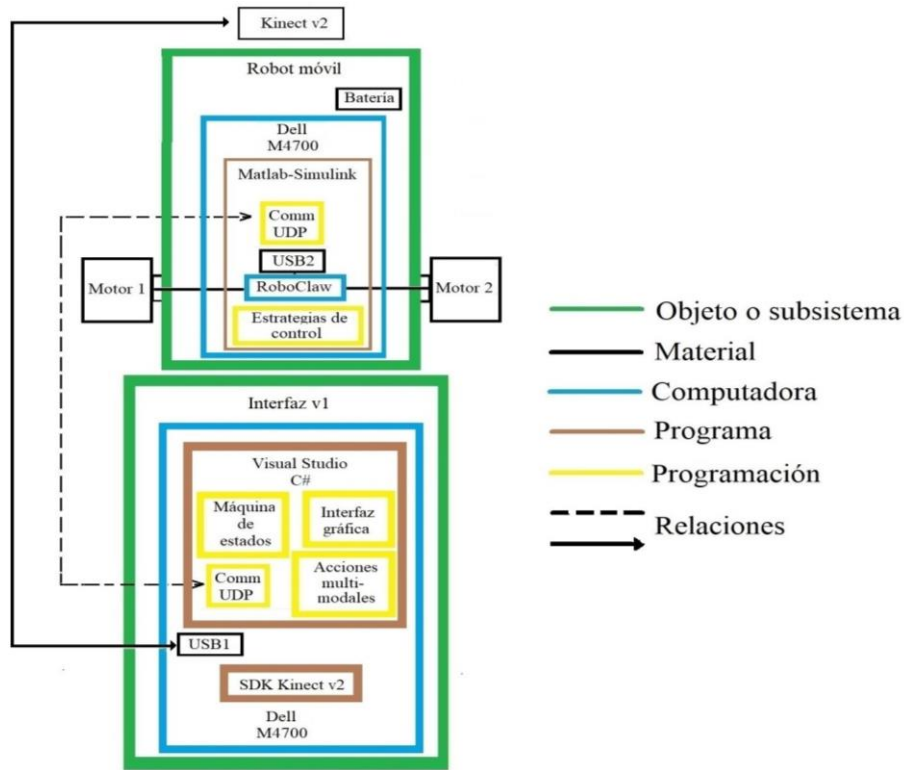 Kinect v2
Robot móvil
Batería
Dell
M4700
Matlab-Simulink
Comm
UDP
USB2
Motor 1
RoboClaw
Motor 2
Estrategias de
control
Interfaz v1
Visual Studio
C#
Máquina
de
estados
Interfaz
gráfica
Comm
UDP
Acciones
multi-
modales
USB1
SDK Kinect v2
Dell
M4700
Objeto o subsistema
Material
Computadora
Programa
Programación
Relaciones